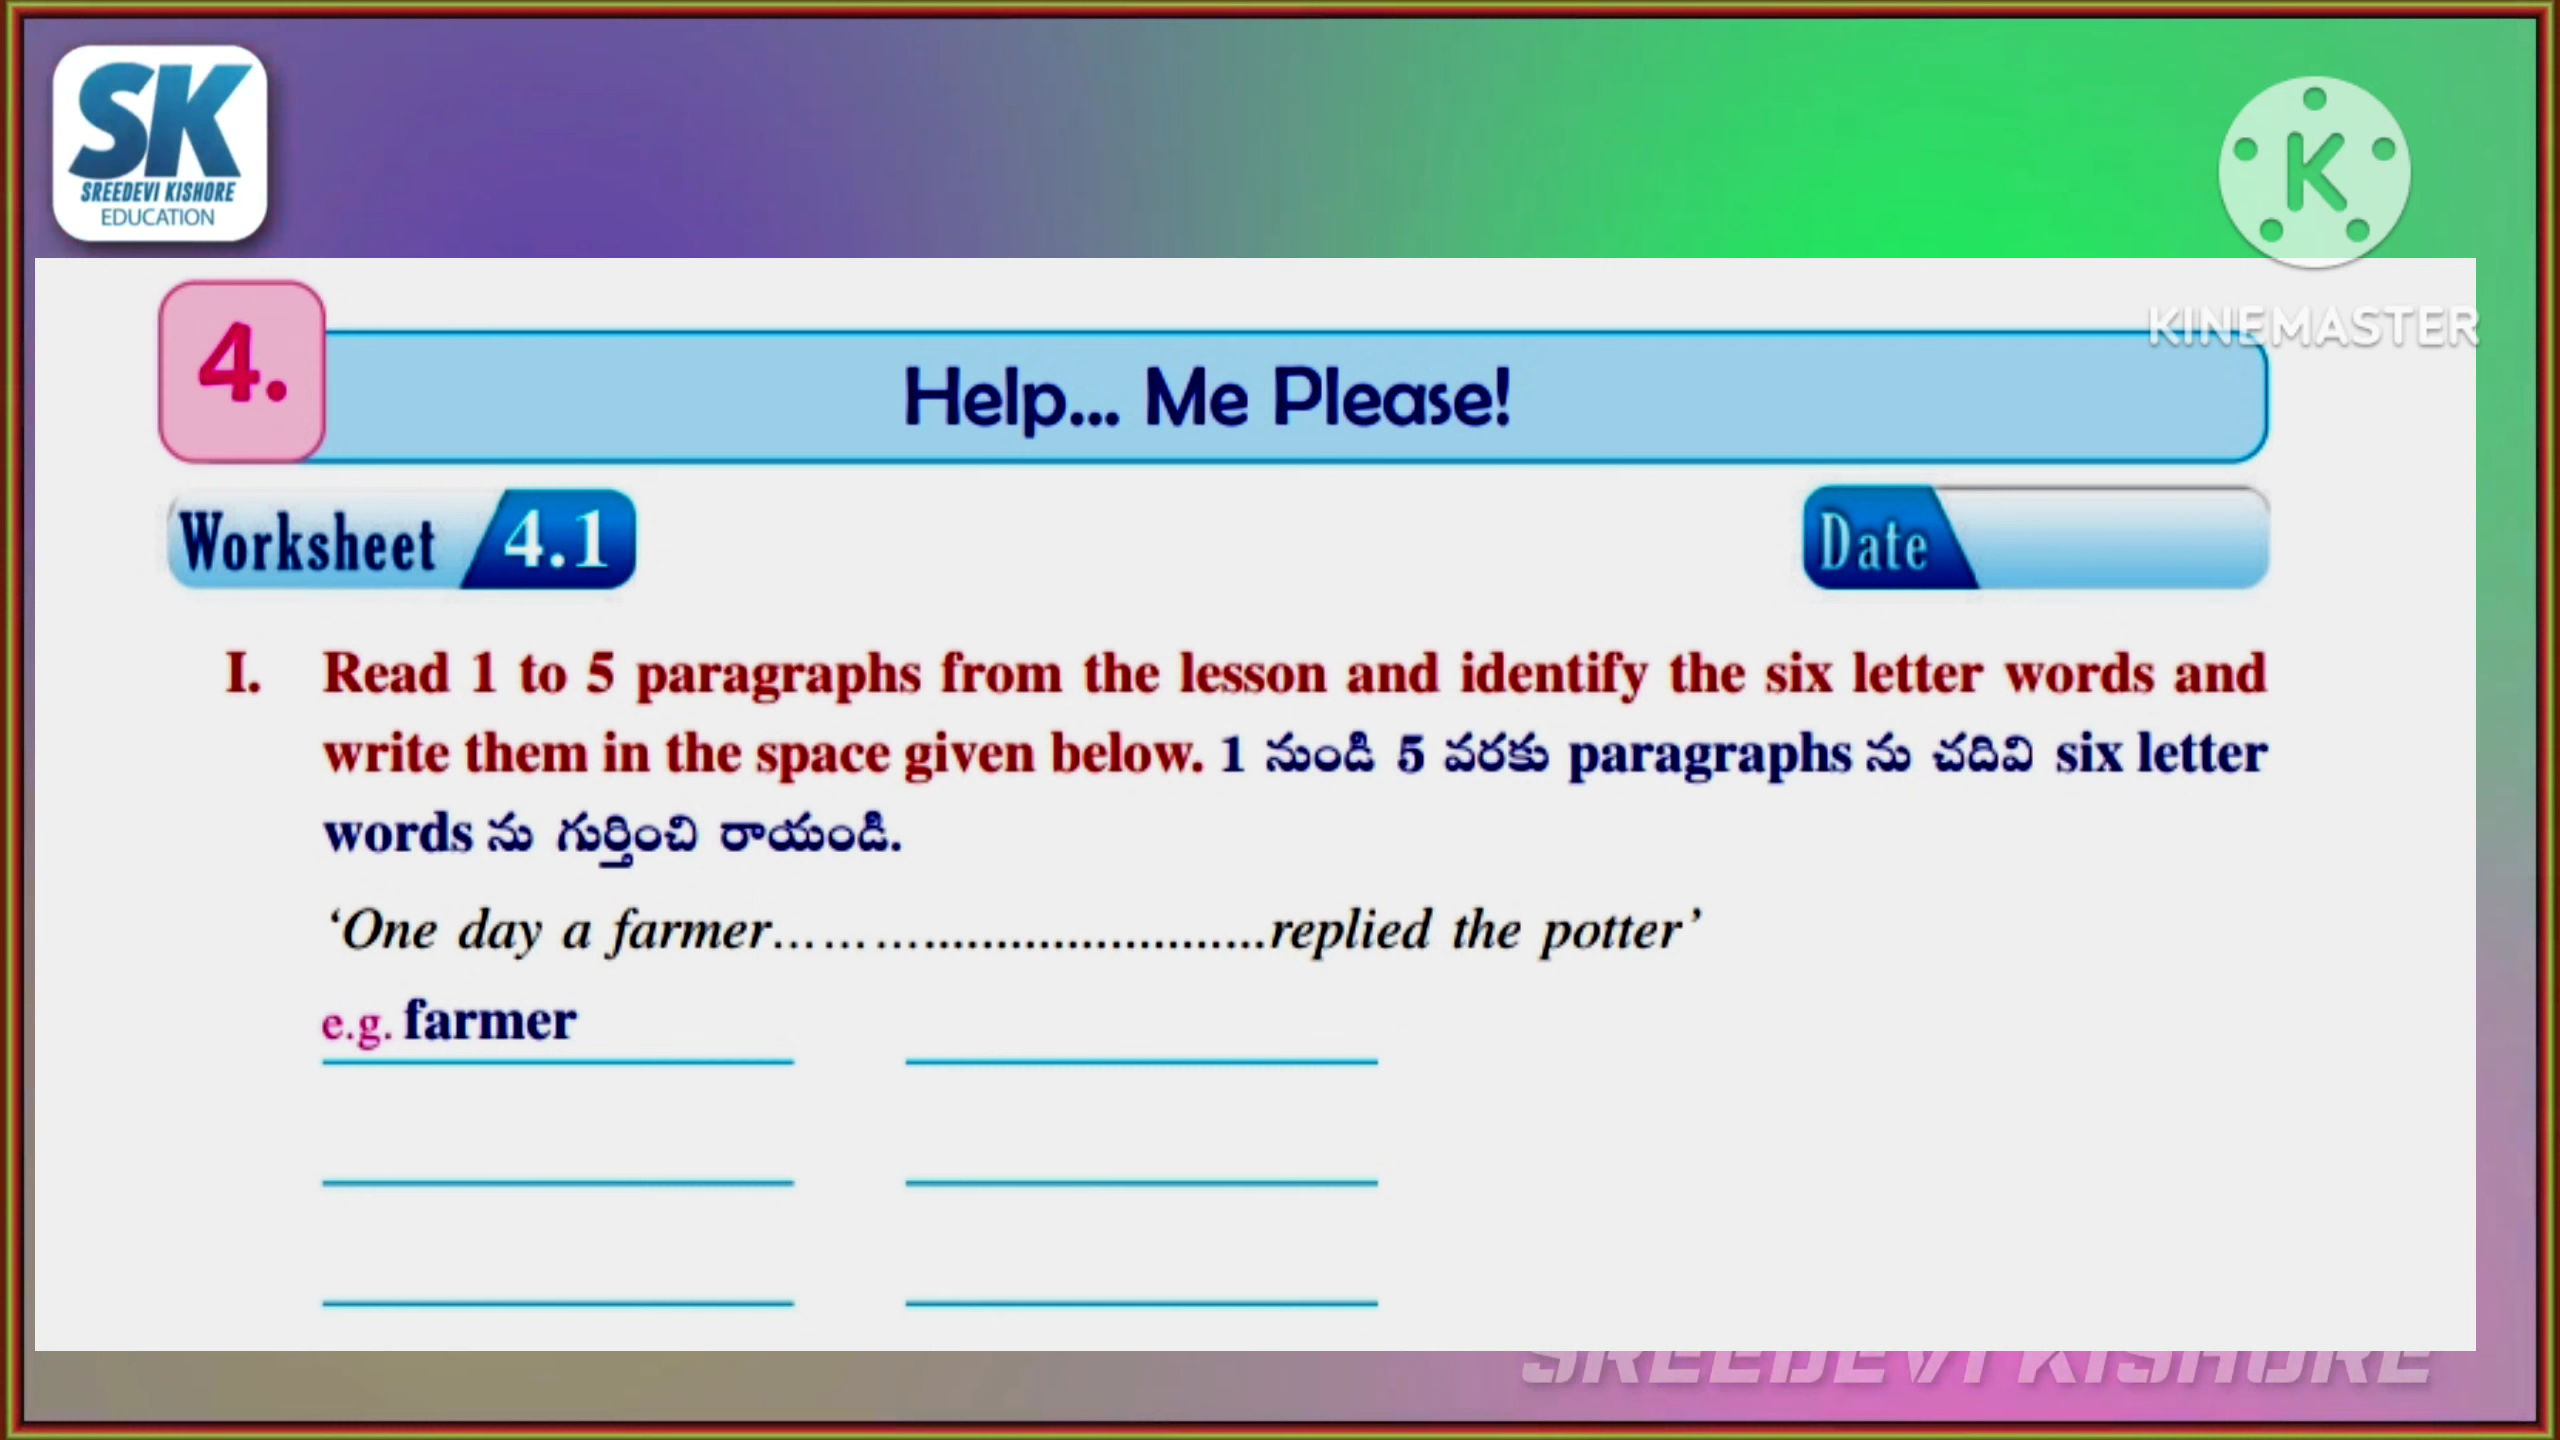 SK
SREEDEVI KISHORE
EDUCATION
K
KINEMASTER
4.
Help... Me Please!
Worksheet 4.1
Date
I. Read 1 to 5 paragraphs from the lesson and identify the six letter words and
write them in the space given below. 1 నుండి 5 వరకు paragraphs ను చదివి six letter
words ను గుర్తించి రాయండి.
‘One day a farmer……….........................replied the potter’
e.g. farmer
SREEDEVI KISHORE